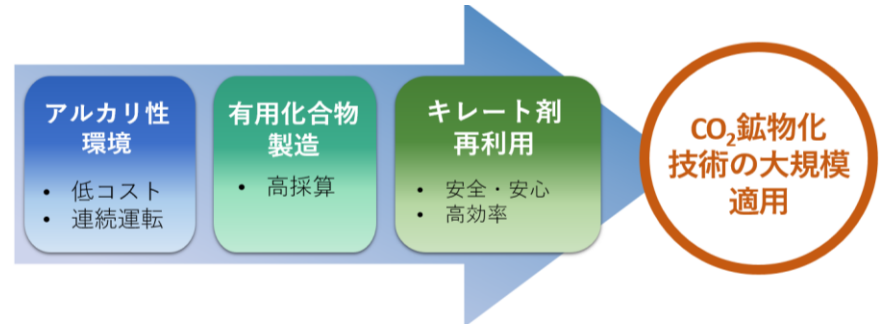 アルカリ性
環境
• 低コスト
• 連続運転
有用化合物
製造
• 高採算
キレート剤
再利用
• 安全・安心
• 高効率
CO₂鉱物化
技術の大規模
適用